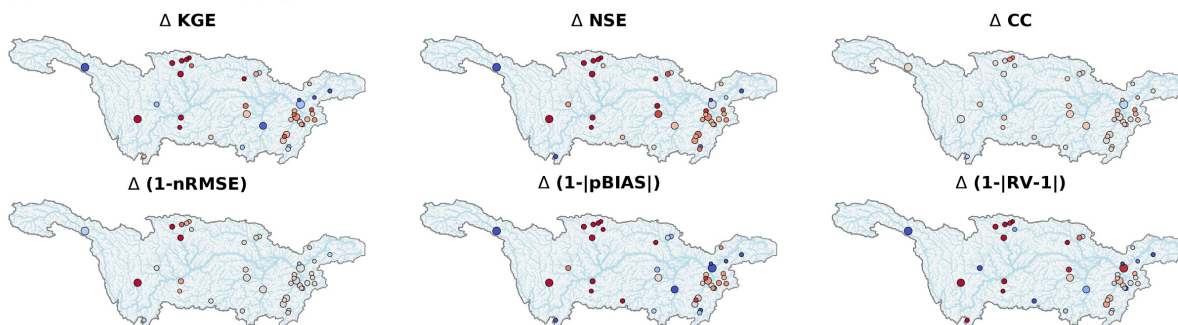 Δ KGE
Δ NSE
Δ CC
Δ (1-nRMSE)
Δ (1-|pBIAS|)
Δ (1-|RV-1|)